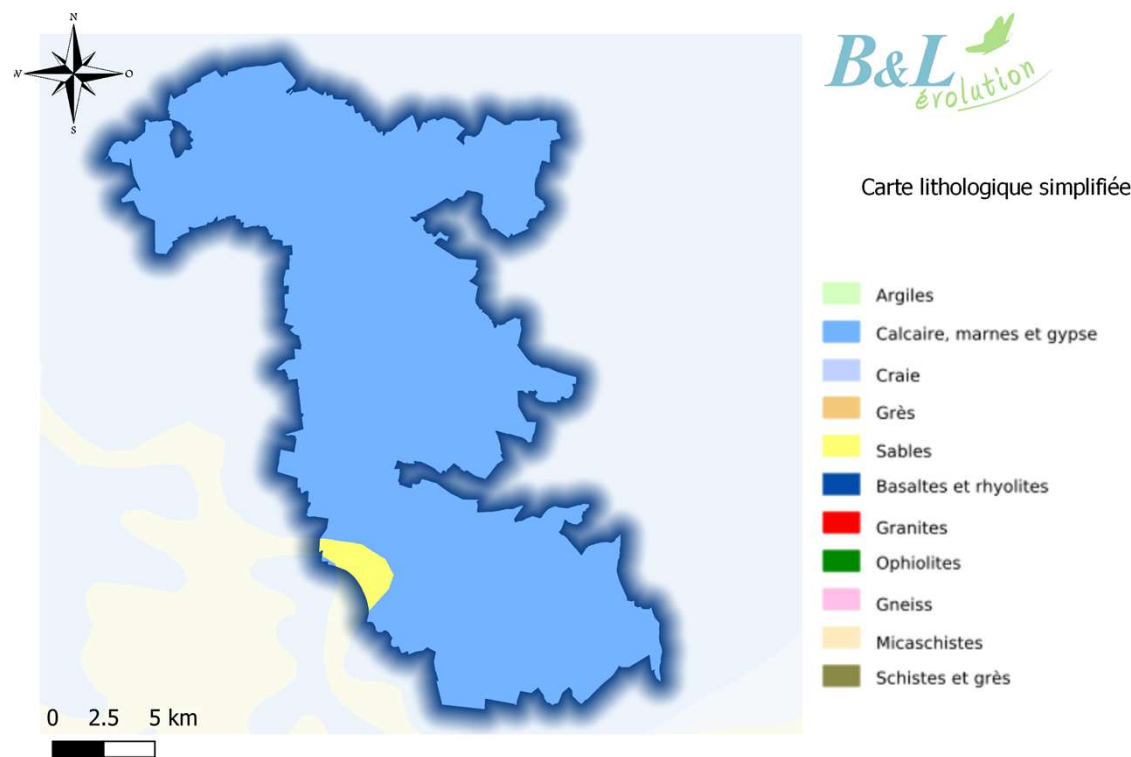 N
W
O
S
B&L
évolution
Carte lithologique simplifiée
Argiles
Calcaire, marnes et gypse
Craie
Grès
Sables
Basaltes et rhyolites
Granites
Ophiolites
Gneiss
Micaschistes
Schistes et grès
0 2.5 5 km